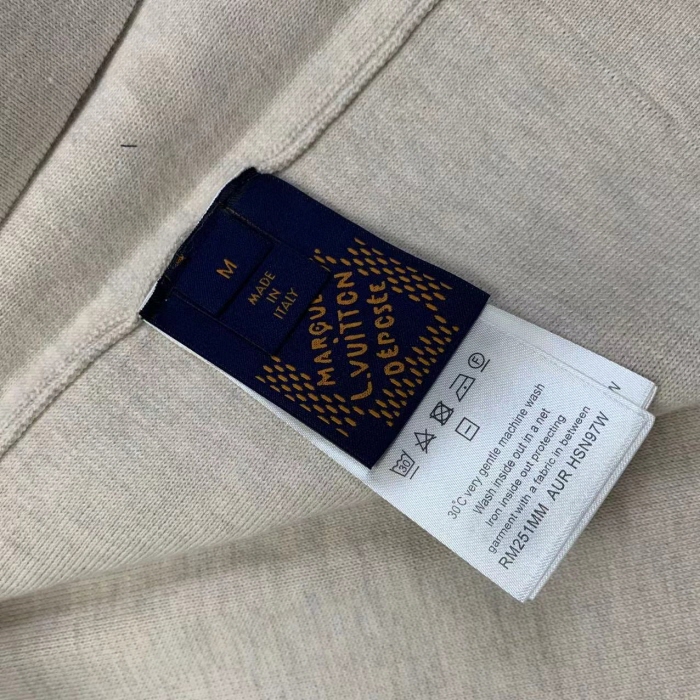 M
MADE
IN
ITALY
MARQUE
L.VUITTON
DÉPOSÉE
30
F
30°C very gentle machine wash
Wash inside out in a net
Iron inside out protecting
garment with a fabric in between
RM251MM AUR HSN97W
N